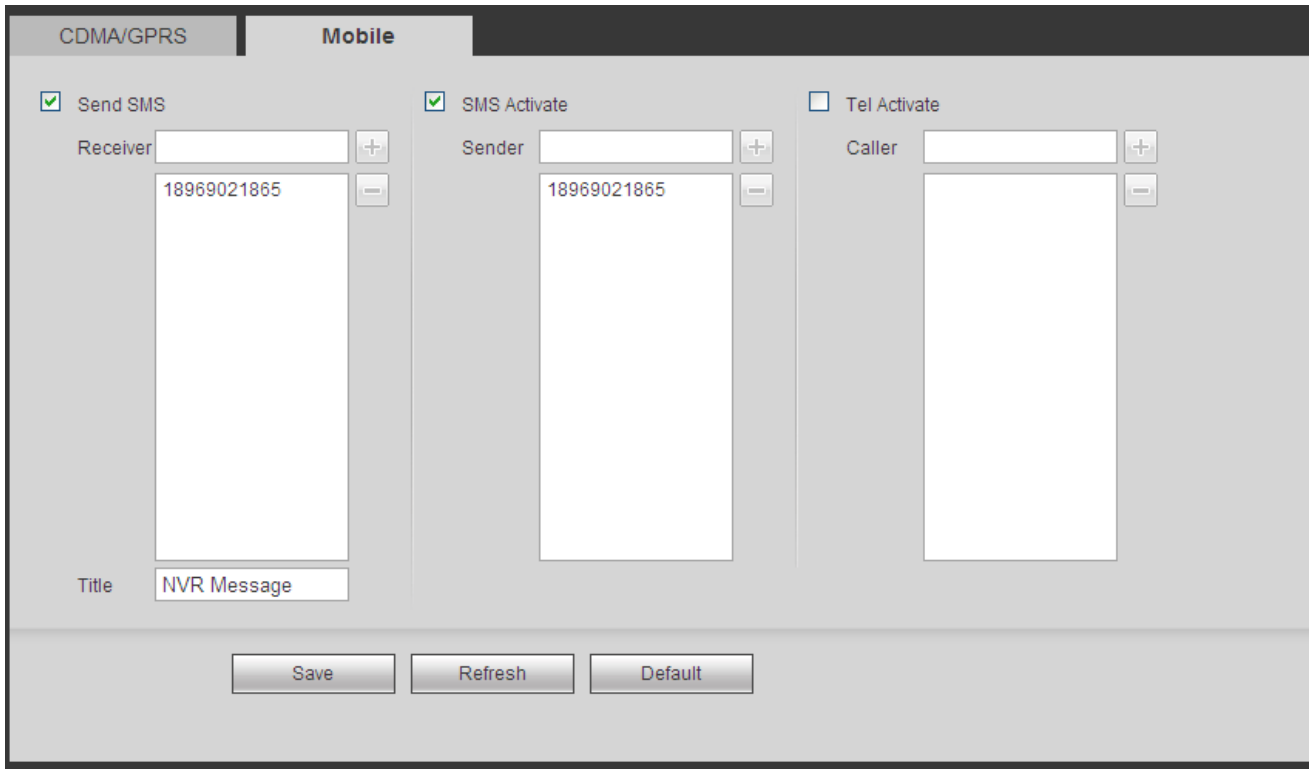 CDMA/GPRS Mobile
Send SMS SMS Activate Tel Activate
Receiver Sender Caller
18969021865 18969021865
Title NVR Message
Save Refresh Default